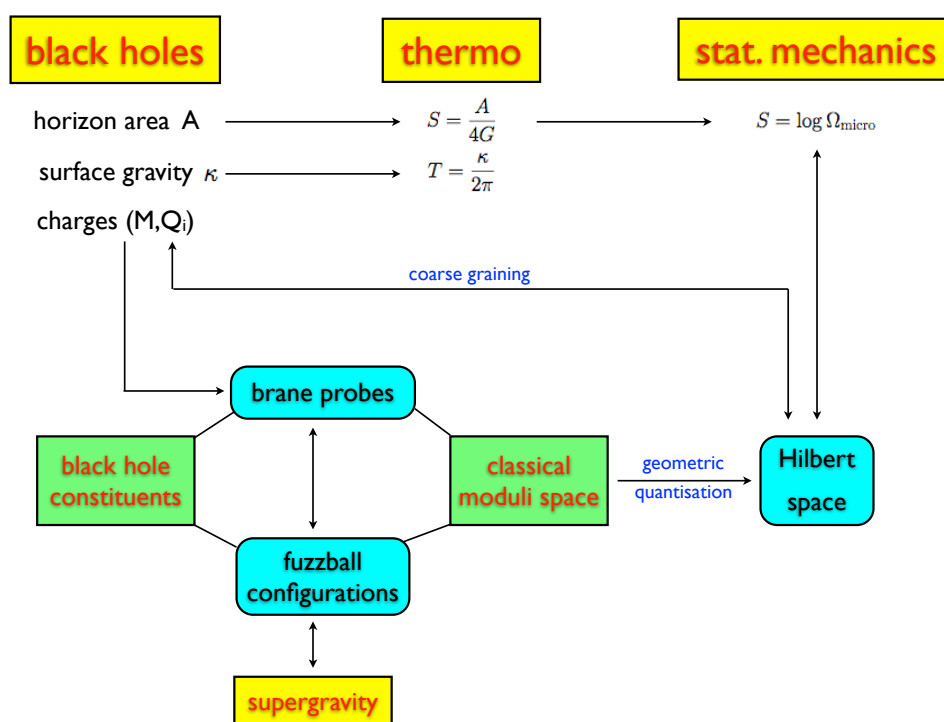 black holes
thermo
stat. mechanics
horizon area A
S = A/4G
S = log Ω_micro
surface gravity κ
T = κ/2π
charges (M,Q_i)
coarse graining
brane probes
black hole
constituents
classical
moduli space
geometric
quantisation
Hilbert
space
fuzzball
configurations
supergravity